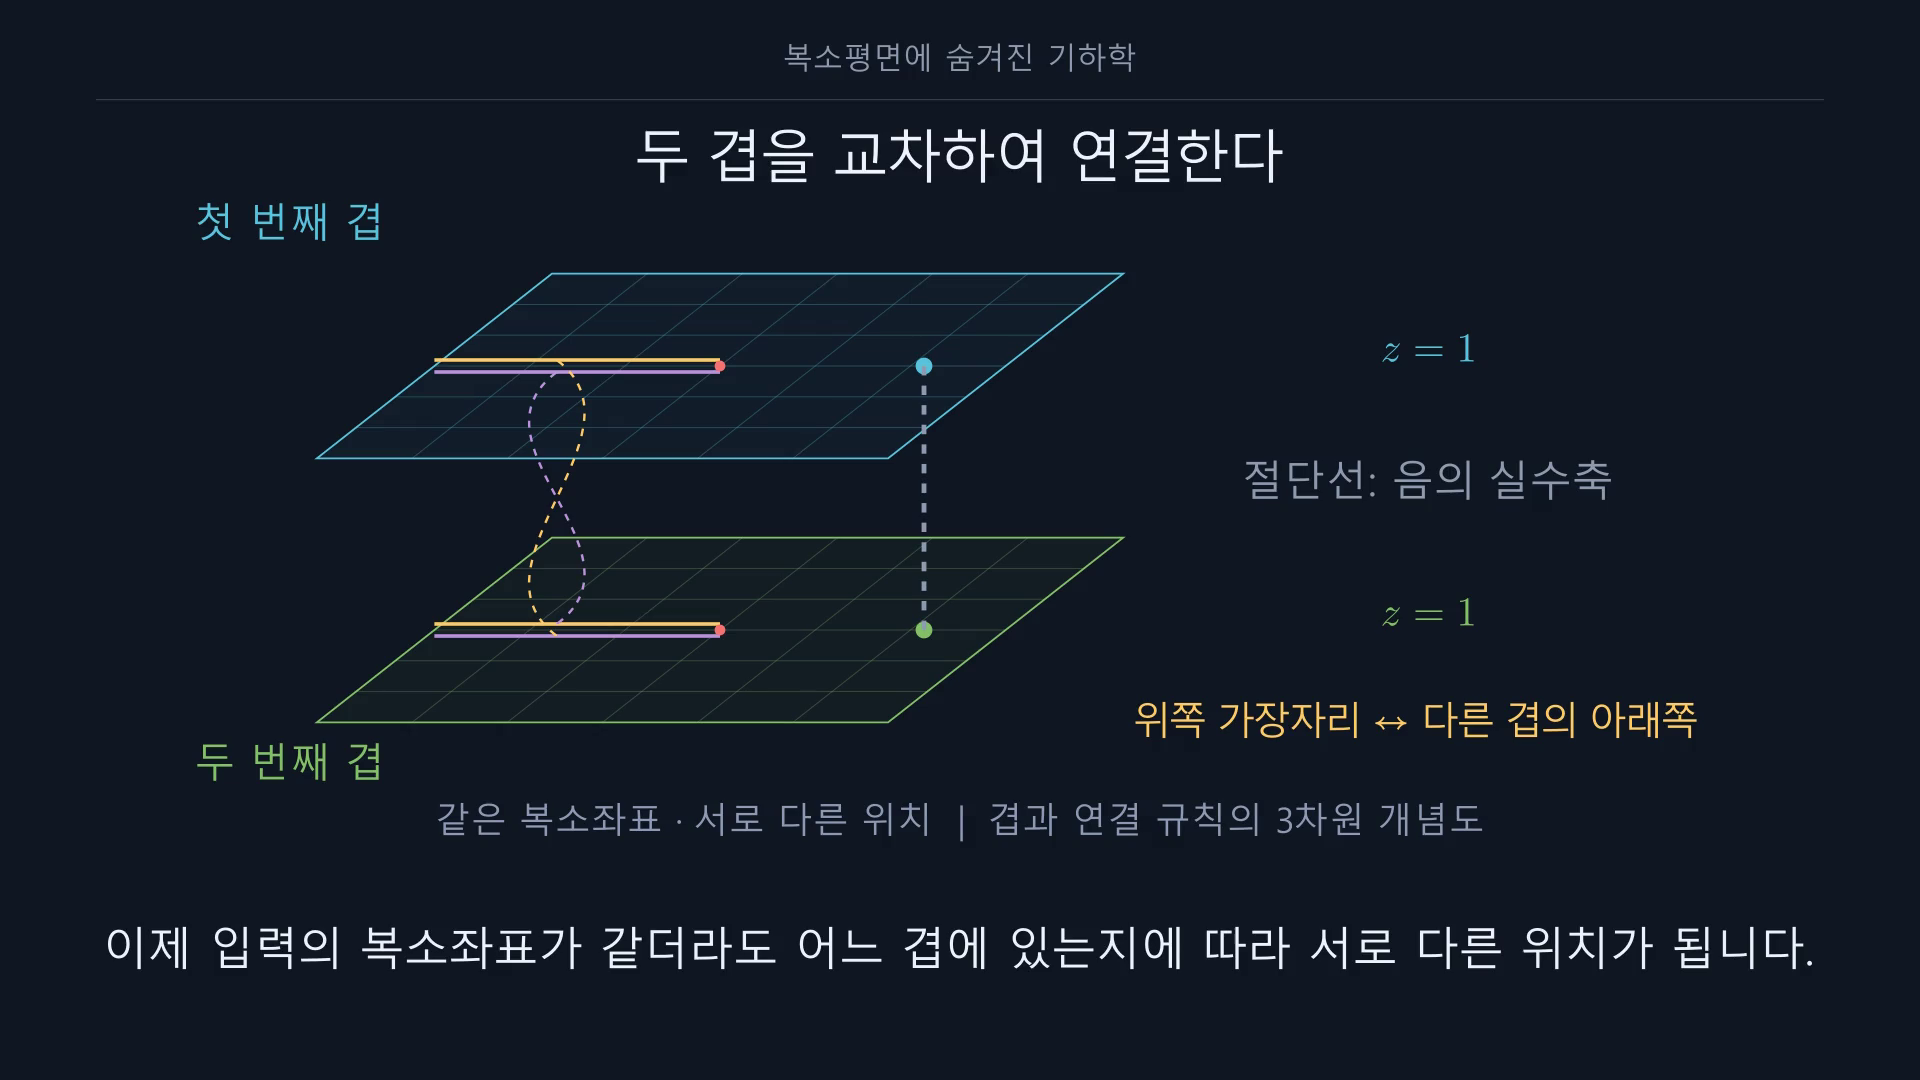 복소평면에 숨겨진 기하학
두 겹을 교차하여 연결한다
첫 번째 겹
z = 1
절단선: 음의 실수축
z = 1
위쪽 가장자리 ↔ 다른 겹의 아래쪽
두 번째 겹
같은 복소좌표 · 서로 다른 위치 | 겹과 연결 규칙의 3차원 개념도
이제 입력의 복소좌표가 같더라도 어느 겹에 있는지에 따라 서로 다른 위치가 됩니다.